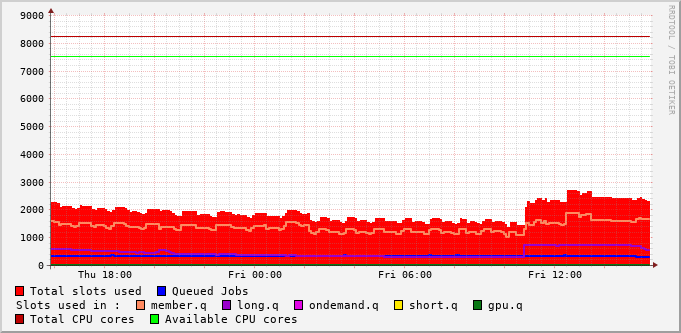 9000
8000
7000
6000
5000
4000
3000
2000
1000
0
Thu 18:00 Fri 00:00 Fri 06:00 Fri 12:00
RRDTOOL / TOBI OETIKER
Total slots used Queued Jobs
Slots used in : member.q long.q ondemand.q short.q gpu.q
Total CPU cores Available CPU cores